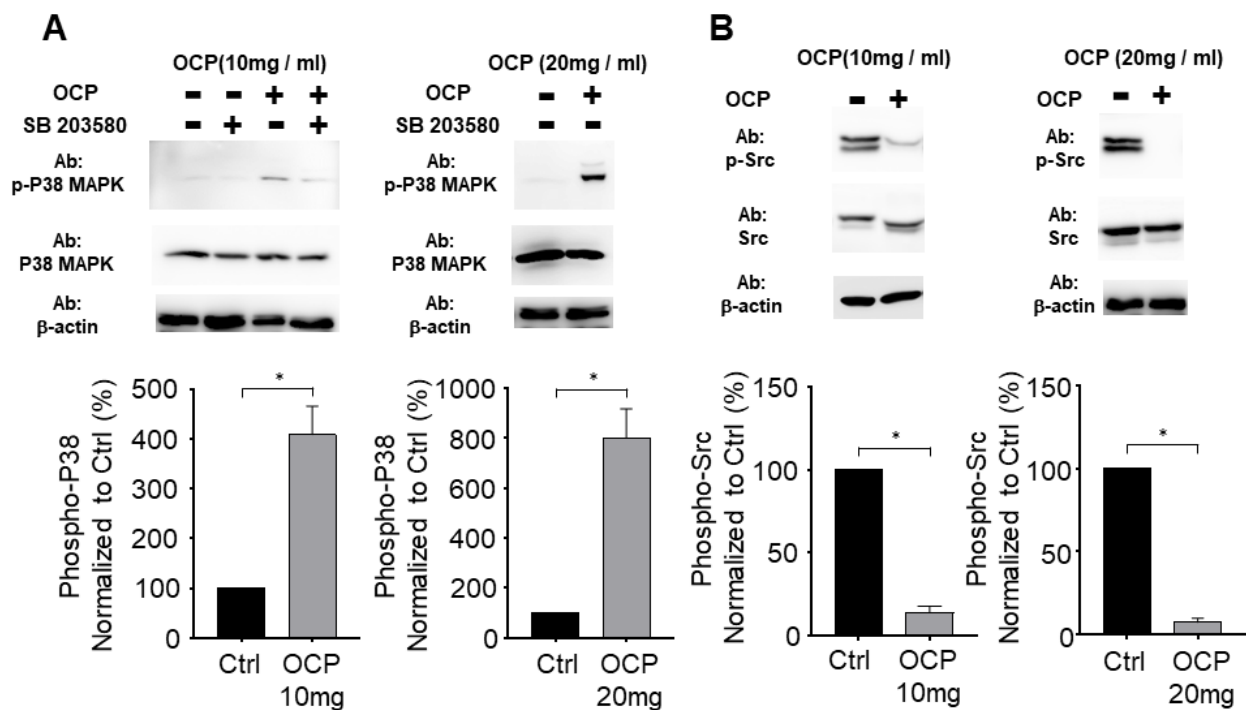 A
OCP(10mg / ml)
OCP - - + +
SB 203580 - + - +
Ab:
p-P38 MAPK
Ab:
P38 MAPK
Ab:
β-actin
OCP (20mg / ml)
OCP - +
SB 203580 - -
Ab:
p-P38 MAPK
Ab:
P38 MAPK
Ab:
β-actin
Phospho-P38
Normalized to Ctrl (%)
500
400
300
200
100
0
*
Ctrl OCP
10mg
Phospho-P38
Normalized to Ctrl (%)
1000
800
600
400
200
0
*
Ctrl OCP
20mg
B
OCP(10mg / ml)
OCP - +
Ab:
p-Src
Ab:
Src
Ab:
β-actin
OCP (20mg / ml)
OCP - +
Ab:
p-Src
Ab:
Src
Ab:
β-actin
Phospho-Src
Normalized to Ctrl (%)
150
100
50
0
*
Ctrl OCP
10mg
Phospho-Src
Normalized to Ctrl (%)
150
100
50
0
*
Ctrl OCP
20mg